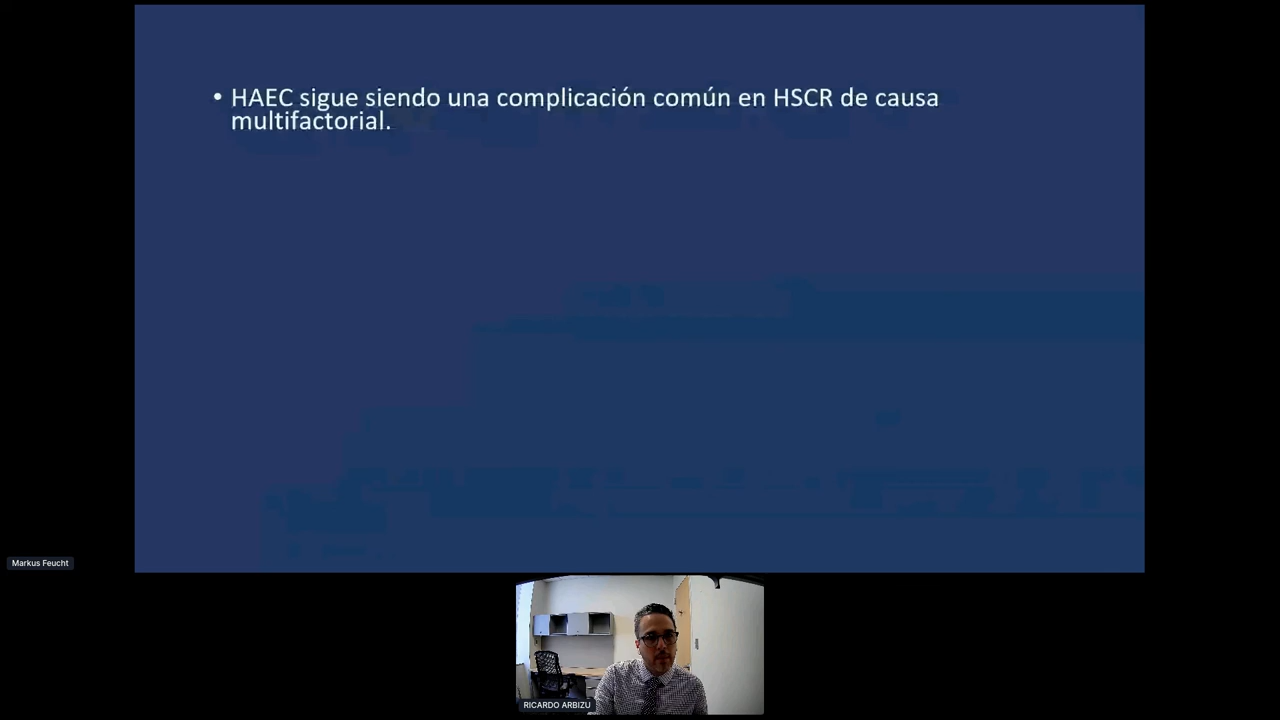 • HAEC sigue siendo una complicación común en HSCR de causa
multifactorial.
Markus Feucht
RICARDO ARBIZU